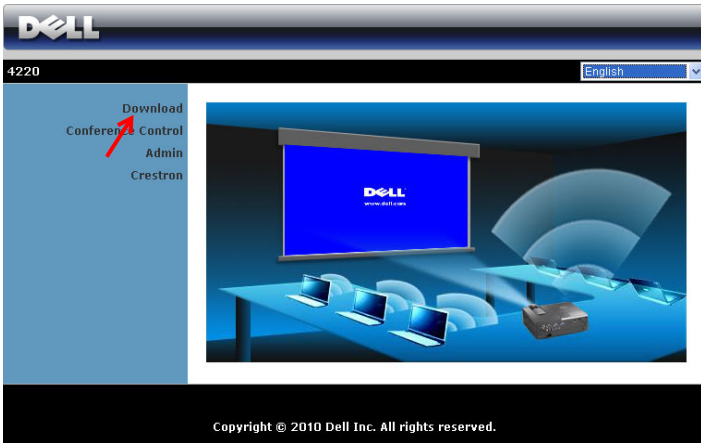 DELL
4220
English
Download
Conference Control
Admin
Crestron
DELL
www.dell.com
Copyright © 2010 Dell Inc. All rights reserved.